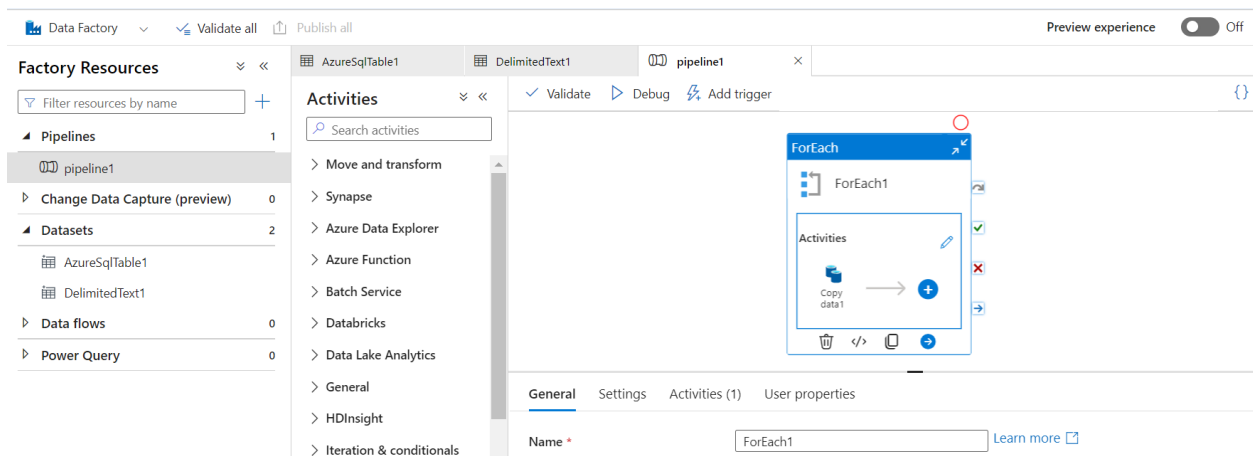 Data Factory
Validate all
Publish all
Preview experience
Off
Factory Resources
Filter resources by name
Pipelines
1
pipeline1
Change Data Capture (preview)
0
Datasets
2
AzureSqlTable1
DelimitedText1
Data flows
0
Power Query
0
AzureSqlTable1
DelimitedText1
pipeline1
Activities
Search activities
Move and transform
Synapse
Azure Data Explorer
Azure Function
Batch Service
Databricks
Data Lake Analytics
General
HDInsight
Iteration & conditionals
Validate
Debug
Add trigger
{}
ForEach
ForEach1
Activities
Copy
data1
</>
General
Settings
Activities (1)
User properties
Name *
ForEach1
Learn more